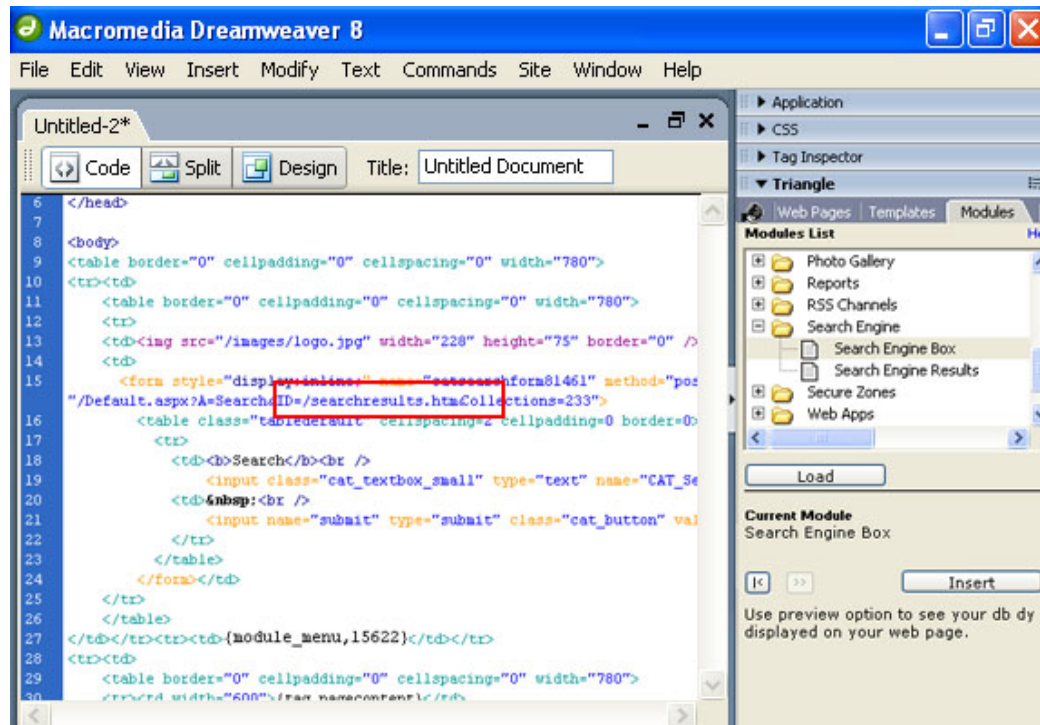 Macromedia Dreamweaver 8
File Edit View Insert Modify Text Commands Site Window Help
Untitled-2*
Code Split Design Title: Untitled Document
6 </head>
7
8 <body>
9 <table border="0" cellpadding="0" cellspacing="0" width="780">
10 <tr><td>
11 <table border="0" cellpadding="0" cellspacing="0" width="780">
12 <tr>
13 <td><img src="/images/logo.jpg" width="228" height="75" border="0" />
14 <td>
15 <form style="display:inline;" name="catsearchform81461" method="pos
"/Default.aspx?A=Search&ID=/searchresults.htm&Collections=233">
16 <table class="tabledefault" cellspacing=2 cellpadding=0 border=0>
17 <tr>
18 <td><b>Search</b><br />
19 <input class="cat_textbox_small" type="text" name="CAT_Se
20 <td>&nbsp;<br />
21 <input name="submit" type="submit" class="cat_button" val
22 </tr>
23 </table>
24 </form></td>
25 </tr>
26 </table>
27 </td></tr><tr><td>{module_menu,15622}</td></tr>
28 <tr><td>
29 <table border="0" cellpadding="0" cellspacing="0" width="780">
30 <tr><td width="600">{tag_pagecontent}</td>
Application
CSS
Tag Inspector
Triangle
Web Pages Templates Modules
Modules List He
Photo Gallery
Reports
RSS Channels
Search Engine
Search Engine Box
Search Engine Results
Secure Zones
Web Apps
Load
Current Module
Search Engine Box
Insert
Use preview option to see your db dy
displayed on your web page.